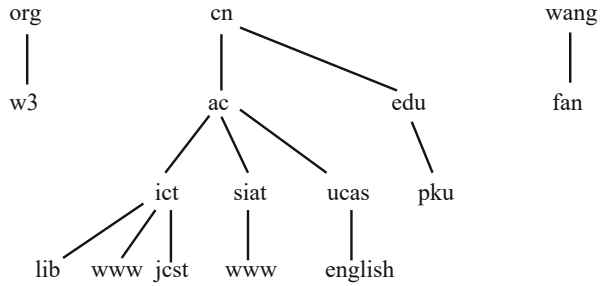 org cn wang
w3 ac edu fan
ict siat ucas pku
lib www jcst www english